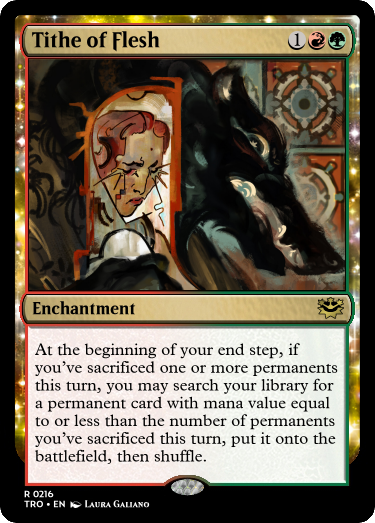 Tithe of Flesh 1
Enchantment
At the beginning of your end step, if
you've sacrificed one or more permanents
this turn, you may search your library for
a permanent card with mana value equal
to or less than the number of permanents
you've sacrificed this turn, put it onto the
battlefield, then shuffle.
R 0216
TRO • EN Laura Galiano